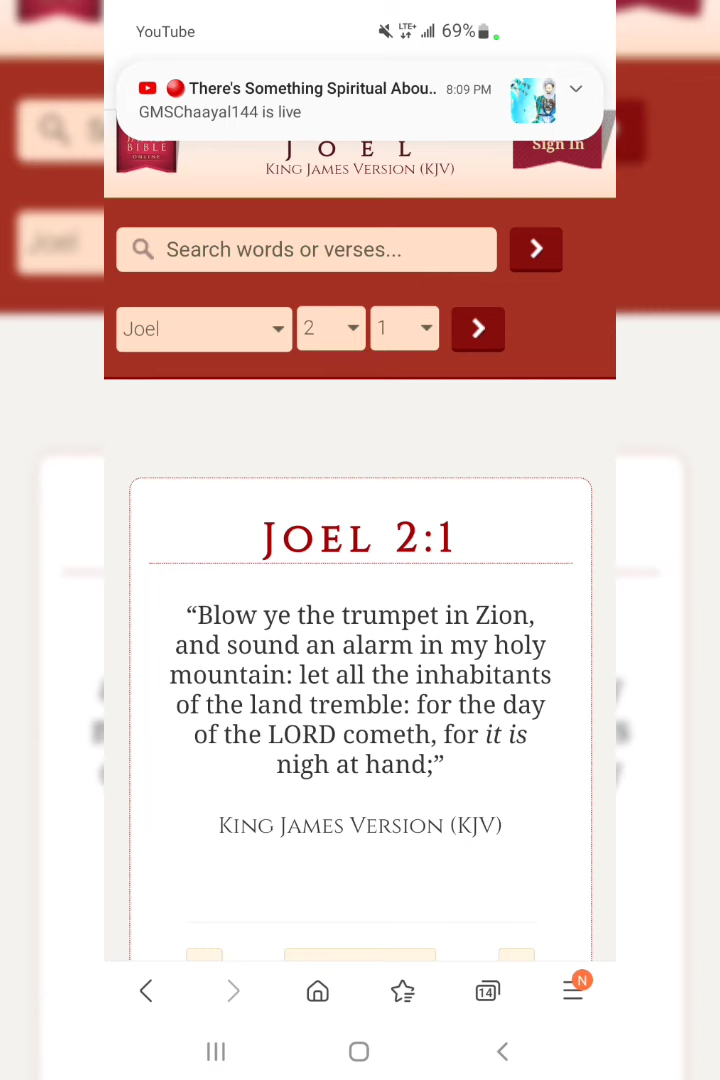 YouTube
LTE+ 69%
There's Something Spiritual Abou.. 8:09 PM
GMSChaayal144 is live
BIBLE
ONLINE
JOEL
KING JAMES VERSION (KJV)
Sign In
Search words or verses...
Joel 2 1
JOEL 2:1
“Blow ye the trumpet in Zion,
and sound an alarm in my holy
mountain: let all the inhabitants
of the land tremble: for the day
of the LORD cometh, for it is
nigh at hand;”
KING JAMES VERSION (KJV)
14
N